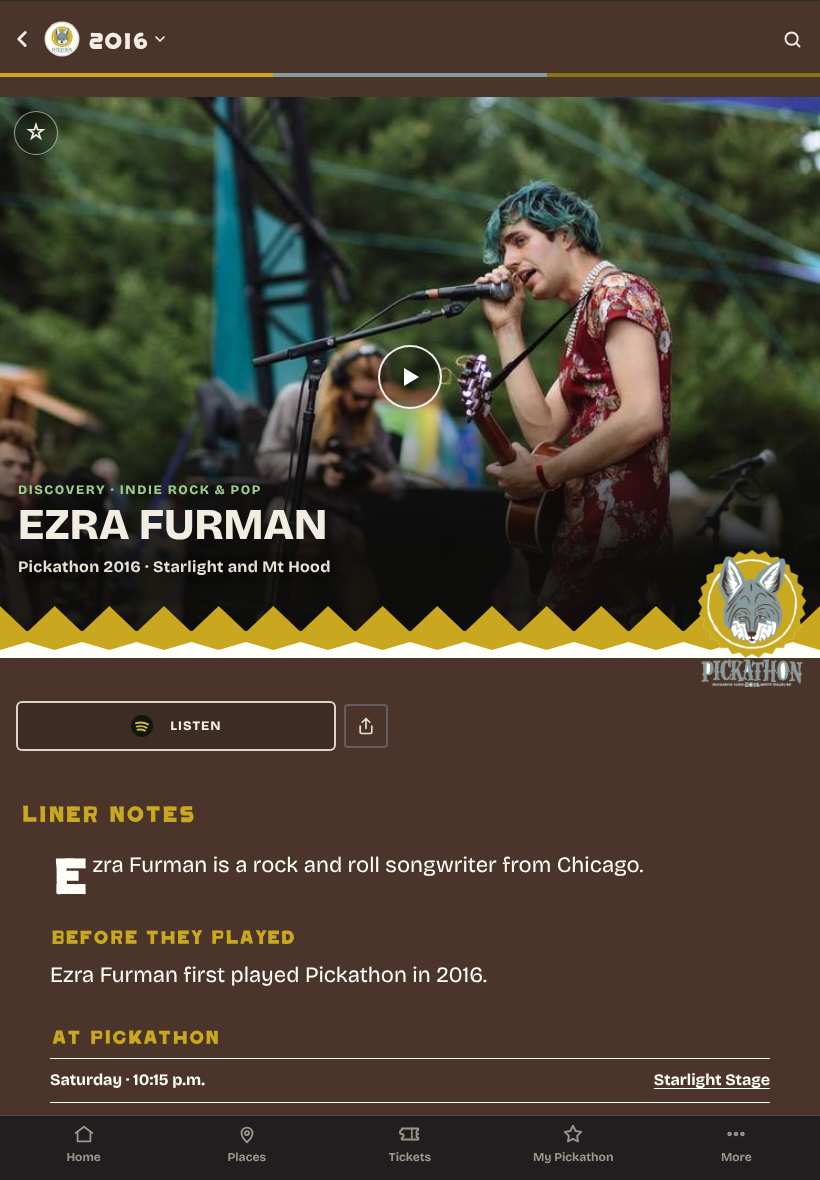 2016
DISCOVERY · INDIE ROCK & POP
EZRA FURMAN
Pickathon 2016 · Starlight and Mt Hood
PICKATHON
LISTEN
LINER NOTES
Ezra Furman is a rock and roll songwriter from Chicago.
BEFORE THEY PLAYED
Ezra Furman first played Pickathon in 2016.
AT PICKATHON
Saturday · 10:15 p.m. Starlight Stage
Home Places Tickets My Pickathon More